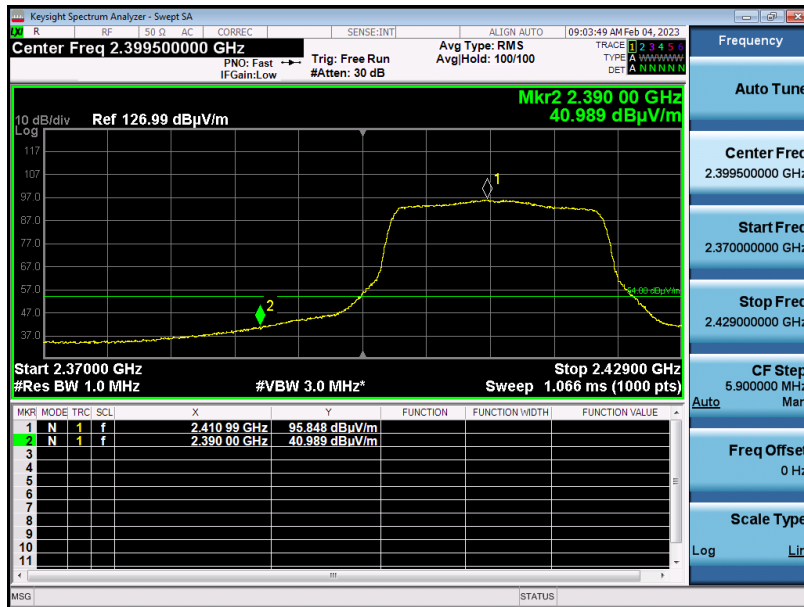 Keysight Spectrum Analyzer - Swept SA
LXI R RF 50 Ω AC CORREC SENSE:INT ALIGN AUTO 09:03:49 AM Feb 04, 2023
Center Freq 2.399500000 GHz
PNO: Fast
IFGain:Low
Trig: Free Run
#Atten: 30 dB
Avg Type: RMS
Avg|Hold: 100/100
TRACE 1 2 3 4 5 6
TYPE A WWWWW
DET A N N N N N
Mkr2 2.390 00 GHz
40.989 dBµV/m
10 dB/div Ref 126.99 dBµV/m
Log
117
107
97.0
87.0
77.0
67.0
57.0
47.0
37.0
1
2
Start 2.37000 GHz Stop 2.42900 GHz
#Res BW 1.0 MHz #VBW 3.0 MHz* Sweep 1.066 ms (1000 pts)
MKR MODE TRC SCL X Y FUNCTION FUNCTION WIDTH FUNCTION VALUE
1 N 1 f 2.410 99 GHz 95.848 dBµV/m
2 N 1 f 2.390 00 GHz 40.989 dBµV/m
3
4
5
6
7
8
9
10
11
MSG STATUS
Frequency
Auto Tune
Center Freq
2.399500000 GHz
Start Freq
2.370000000 GHz
Stop Freq
2.429000000 GHz
CF Step
5.900000 MHz
Auto Man
Freq Offset
0 Hz
Scale Type
Log Lin